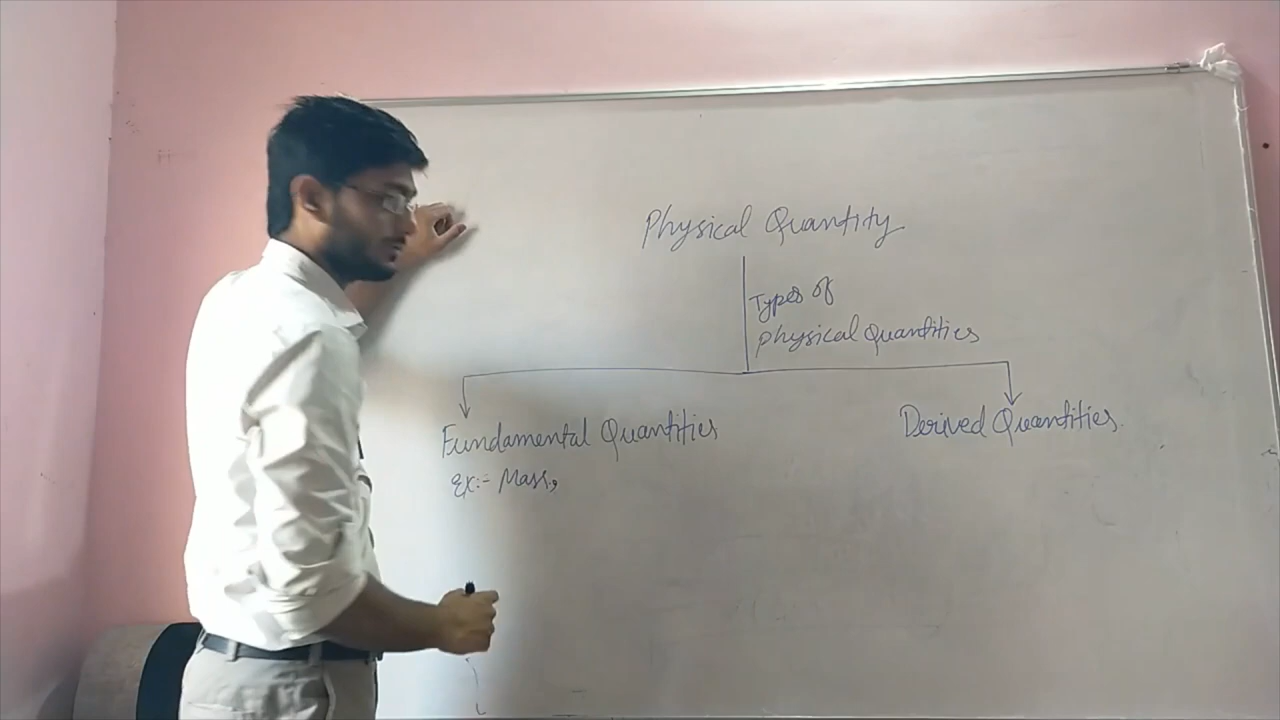 Physical Quantity
Types of
Physical Quantities
Fundamental Quantities
Derived Quantities.
Ex:- Mass,